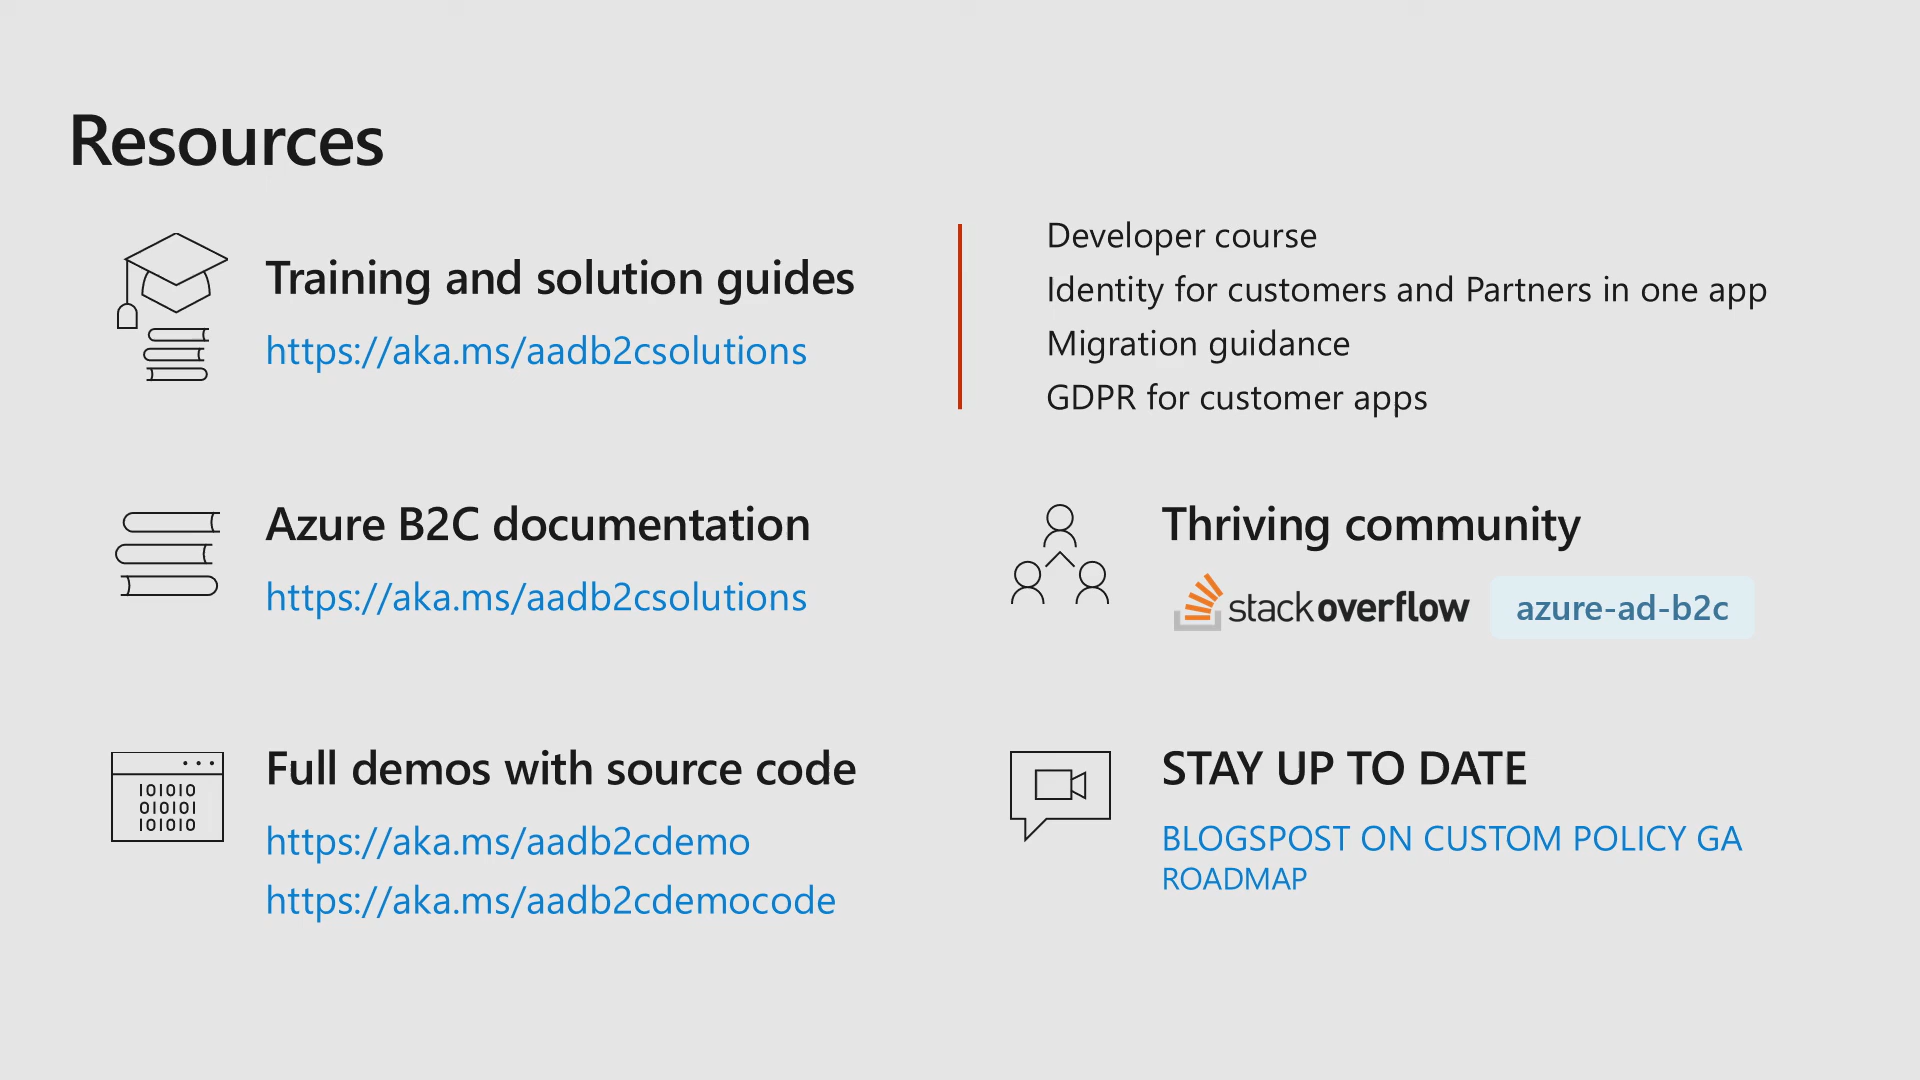 Resources
Training and solution guides
https://aka.ms/aadb2csolutions
Developer course
Identity for customers and Partners in one app
Migration guidance
GDPR for customer apps
Azure B2C documentation
https://aka.ms/aadb2csolutions
Thriving community
stackoverflow
azure-ad-b2c
Full demos with source code
https://aka.ms/aadb2cdemo
https://aka.ms/aadb2cdemocode
101010
010101
101010
STAY UP TO DATE
BLOGSPOST ON CUSTOM POLICY GA
ROADMAP